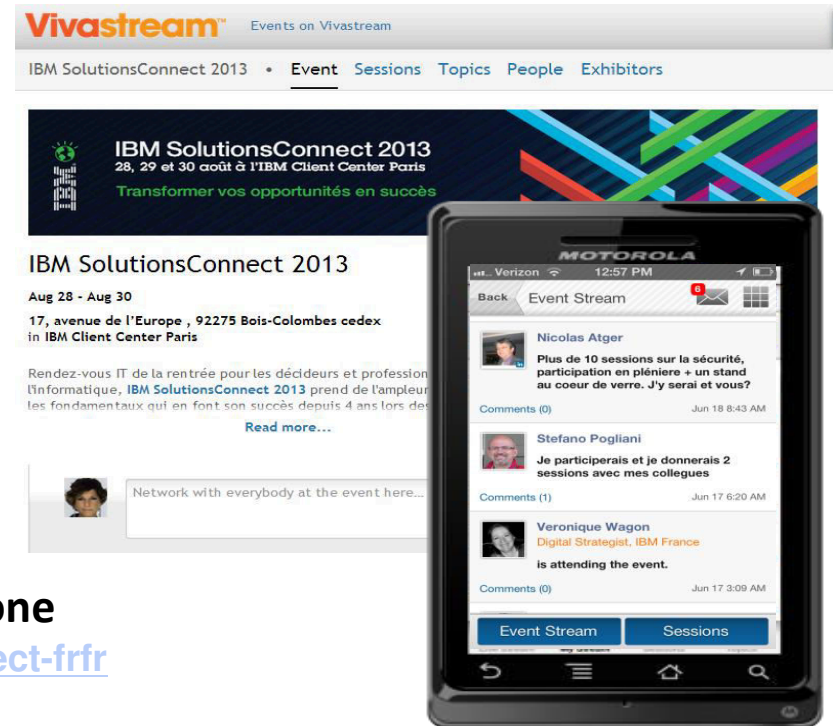 Vivastream™ Events on Vivastream
IBM SolutionsConnect 2013 • Event Sessions Topics People Exhibitors
IBM
IBM SolutionsConnect 2013
28, 29 et 30 août à l'IBM Client Center Paris
Transformer vos opportunités en succès
IBM SolutionsConnect 2013
Aug 28 - Aug 30
17, avenue de l'Europe , 92275 Bois-Colombes cedex
in IBM Client Center Paris
Rendez-vous IT de la rentrée pour les décideurs et profession
l'informatique, IBM SolutionsConnect 2013 prend de l'ampleur
les fondamentaux qui en font son succès depuis 4 ans lors des
Read more...
Network with everybody at the event here...
one
ect-frfr
MOTOROLA
Verizon 12:57 PM
Back Event Stream 6
Nicolas Atger
Plus de 10 sessions sur la sécurité,
participation en plénière + un stand
au coeur de verre. J'y serai et vous?
Comments (0) Jun 18 8:43 AM
Stefano Pogliani
Je participerais et je donnerais 2
sessions avec mes collegues
Comments (1) Jun 17 6:20 AM
Veronique Wagon
Digital Strategist, IBM France
is attending the event.
Comments (0) Jun 17 3:09 AM
Event Stream Sessions